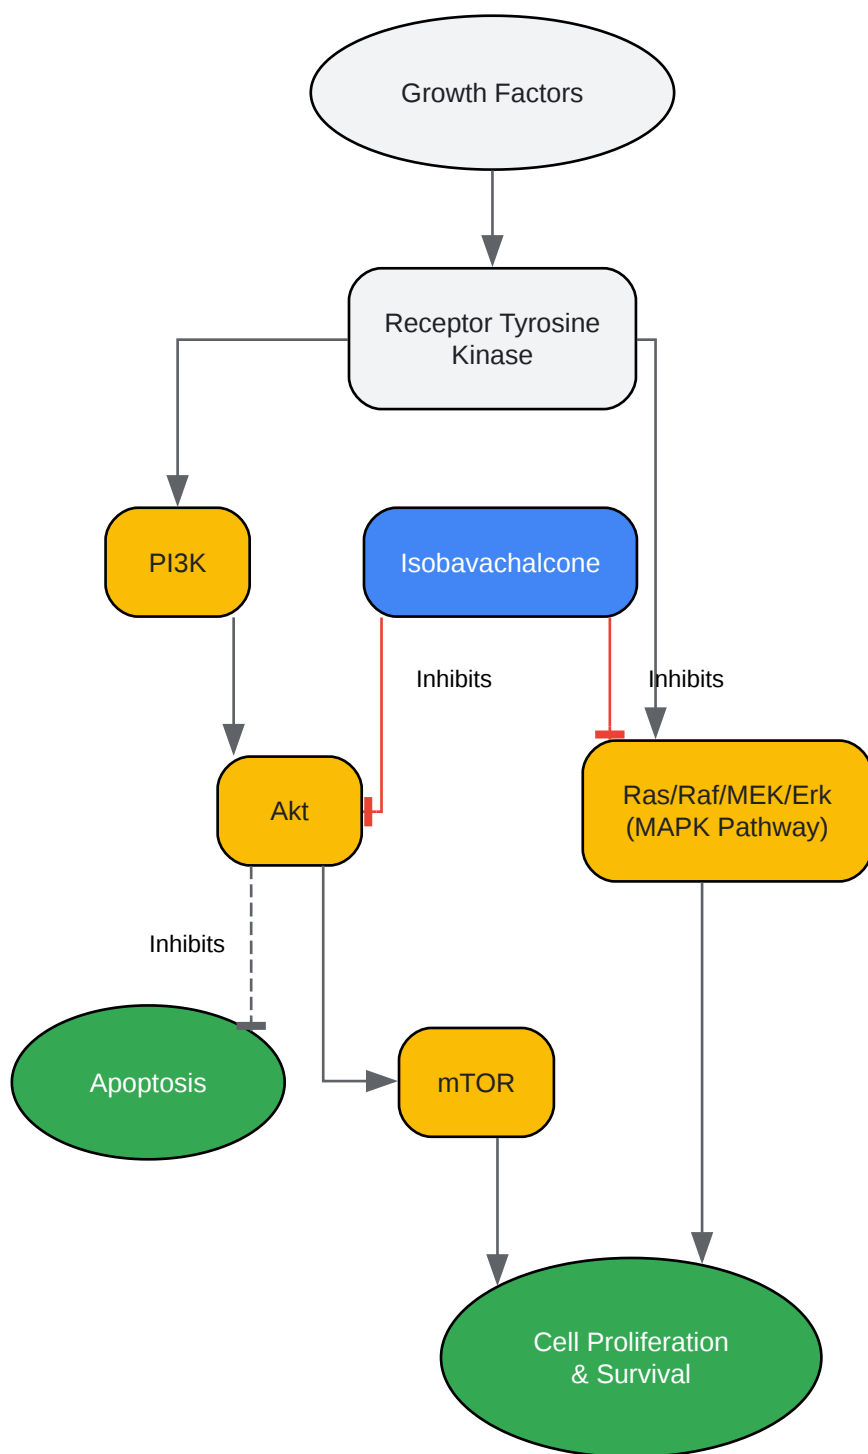 Growth Factors
Receptor Tyrosine
Kinase
PI3K
Isobavachalcone
Inhibits
Inhibits
Akt
Ras/Raf/MEK/Erk
(MAPK Pathway)
Inhibits
Apoptosis
mTOR
Cell Proliferation
& Survival